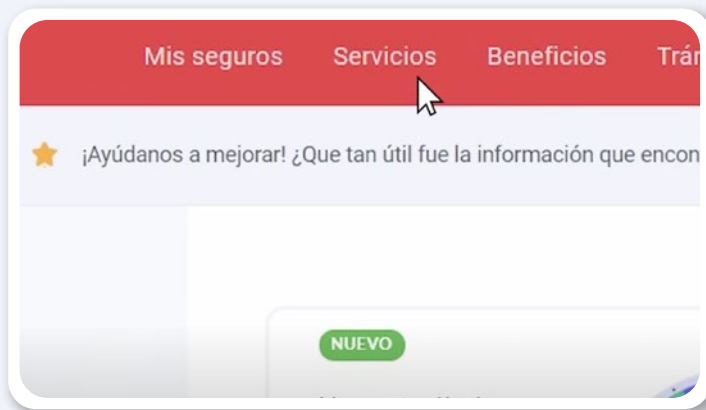 Mis seguros Servicios Beneficios
¡Ayúdanos a mejorar! ¿Que tan útil fue la información que
NUEVO